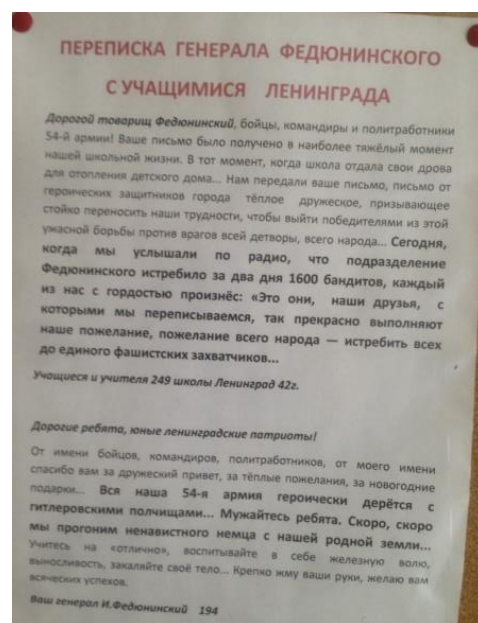 ПЕРЕПИСКА ГЕНЕРАЛА ФЕДЮНИНСКОГО
С УЧАЩИМИСЯ ЛЕНИНГРАДА
Дорогой товарищ Федюнинский, бойцы, командиры и политработники
54-й армии! Ваше письмо было получено в наиболее тяжёлый момент
нашей школьной жизни. В тот момент, когда школа отдала свои дрова
для отопления детского дома... Нам передали ваше письмо, письмо от
героических защитников города тёплое дружеское, призывающее
стойко переносить наши трудности, чтобы выйти победителями из этой
ужасной борьбы против врагов всей детворы, всего народа... Сегодня,
когда мы услышали по радио, что подразделение
Федюнинского истребило за два дня 1600 бандитов, каждый
из нас с гордостью произнёс: «Это они, наши друзья, с
которыми мы переписываемся, так прекрасно выполняют
наше пожелание, пожелание всего народа — истребить всех
до единого фашистских захватчиков...
Учащиеся и учителя 249 школы Ленинград 42г.
Дорогие ребята, юные ленинградские патриоты!
От имени бойцов, командиров, политработников, от моего имени
спасибо вам за дружеский привет, за тёплые пожелания, за новогодние
подарки... Вся наша 54-я армия героически дерётся с
гитлеровскими полчищами... Мужайтесь ребята. Скоро, скоро
мы прогоним ненавистного немца с нашей родной земли...
Учитесь на «отлично», воспитывайте в себе железную волю,
выносливость, закаляйте своё тело... Крепко жму ваши руки, желаю вам
всяческих успехов.
Ваш генерал И.Федюнинский 194